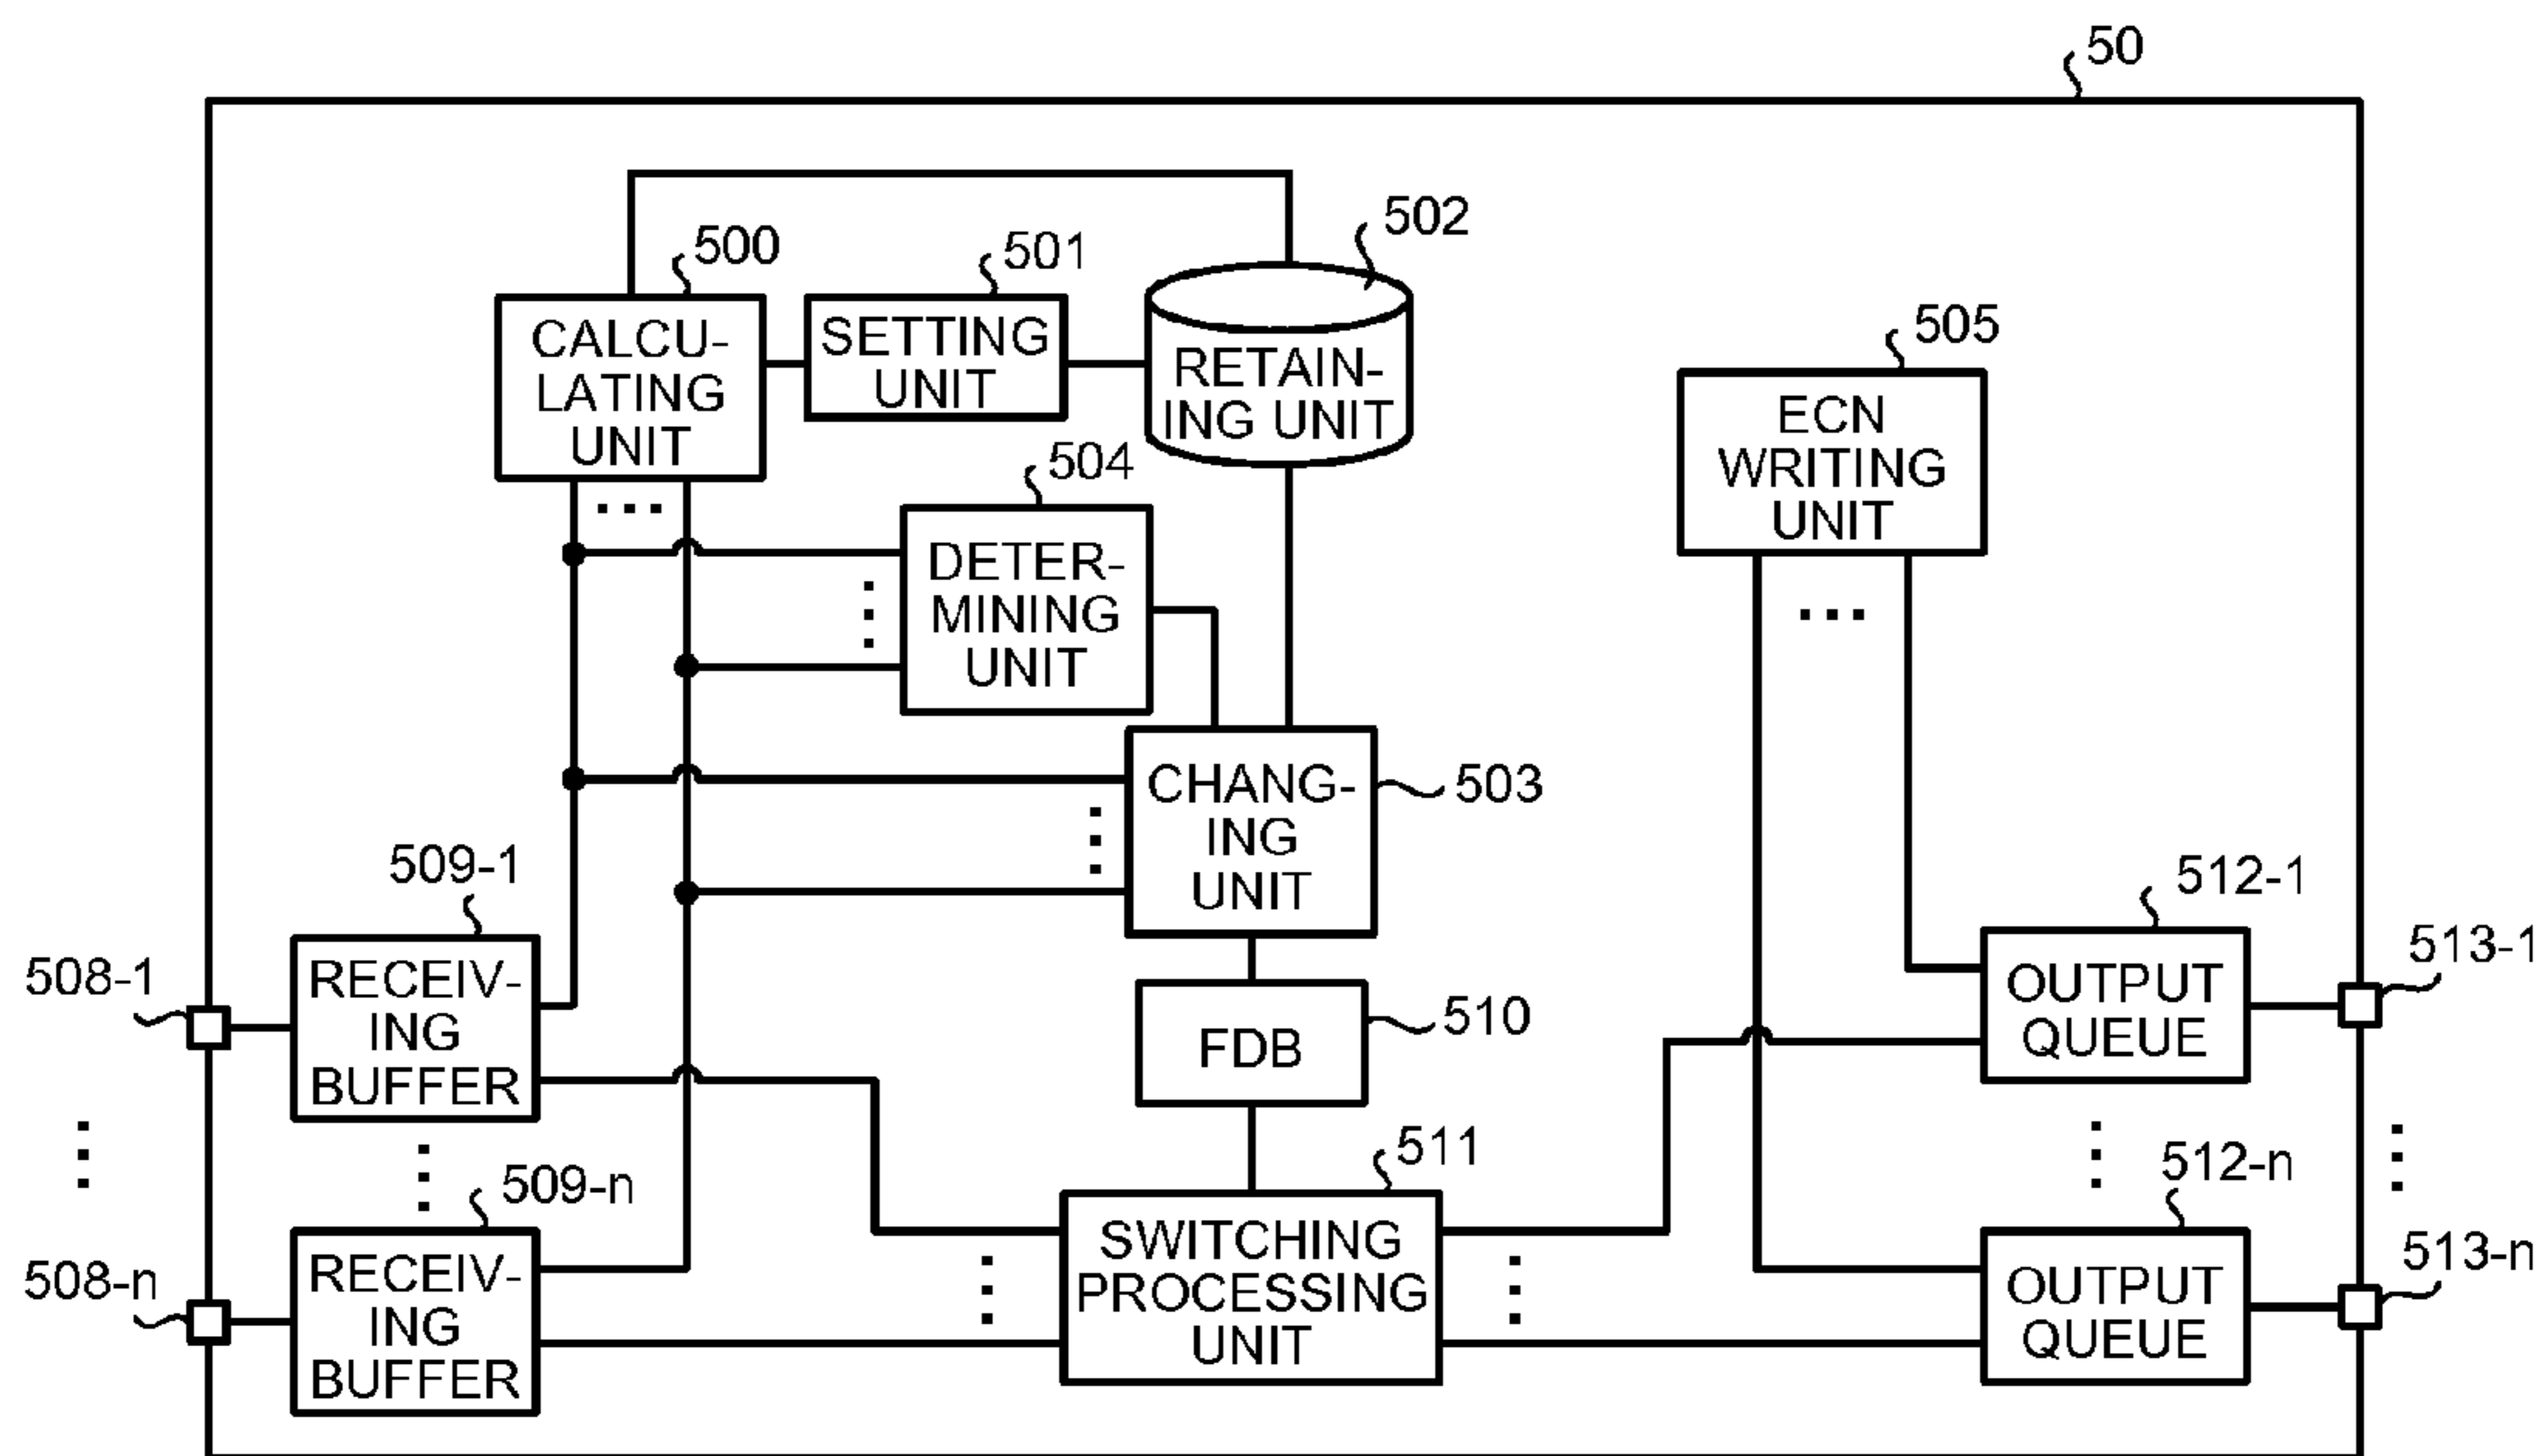 50
500
501
502
CALCU-
LATING
UNIT
SETTING
UNIT
RETAIN-
ING UNIT
505
ECN
WRITING
UNIT
504
DETER-
MINING
UNIT
CHANG-
ING
UNIT
503
509-1
508-1
RECEIV-
ING
BUFFER
512-1
OUTPUT
QUEUE
513-1
FDB
510
511
509-n
508-n
RECEIV-
ING
BUFFER
SWITCHING
PROCESSING
UNIT
512-n
OUTPUT
QUEUE
513-n